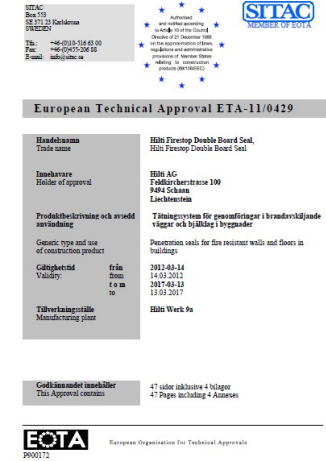 SITAC
Box 553
SE 371 23 Karlskrona
SWEDEN
Tfn.: +46-(0)10-516 63 00
Fax: +46-(0)455-206 88
E-mail: info@sitac.se
Authorised
and notified according
to Article 10 of the Council
Directive of 21 December 1988
on the approximation of laws,
regulations and administrative
provisions of Member States
relating to construction
products (89/106/EEC)
SITAC
MEMBER OF EOTA
European Technical Approval ETA-11/0429
Handelsnamn
Trade name
Hilti Firestop Double Board Seal,
Hilti Firestop Double Board Seal
Innehavare
Holder of approval
Hilti AG
Feldkircherstrasse 100
9494 Schaan
Liechtenstein
Produktbeskrivning och avsedd
användning
Tätningssystem för genomföringar i brandavskiljande
väggar och bjälklag i byggnader
Generic type and use
of construction product
Penetration seals for fire resistant walls and floors in
buildings
Giltighetstid från 2012-03-14
Validity: from 14.03.2012
t o m 2017-03-13
to 13.03.2017
Tillverkningsställe
Manufacturing plant
Hilti Werk 9a
Godkännandet innehåller
This Approval contains
47 sidor inklusive 4 bilagor
47 Pages including 4 Annexes
EOTA
European Organisation for Technical Approvals
P900172